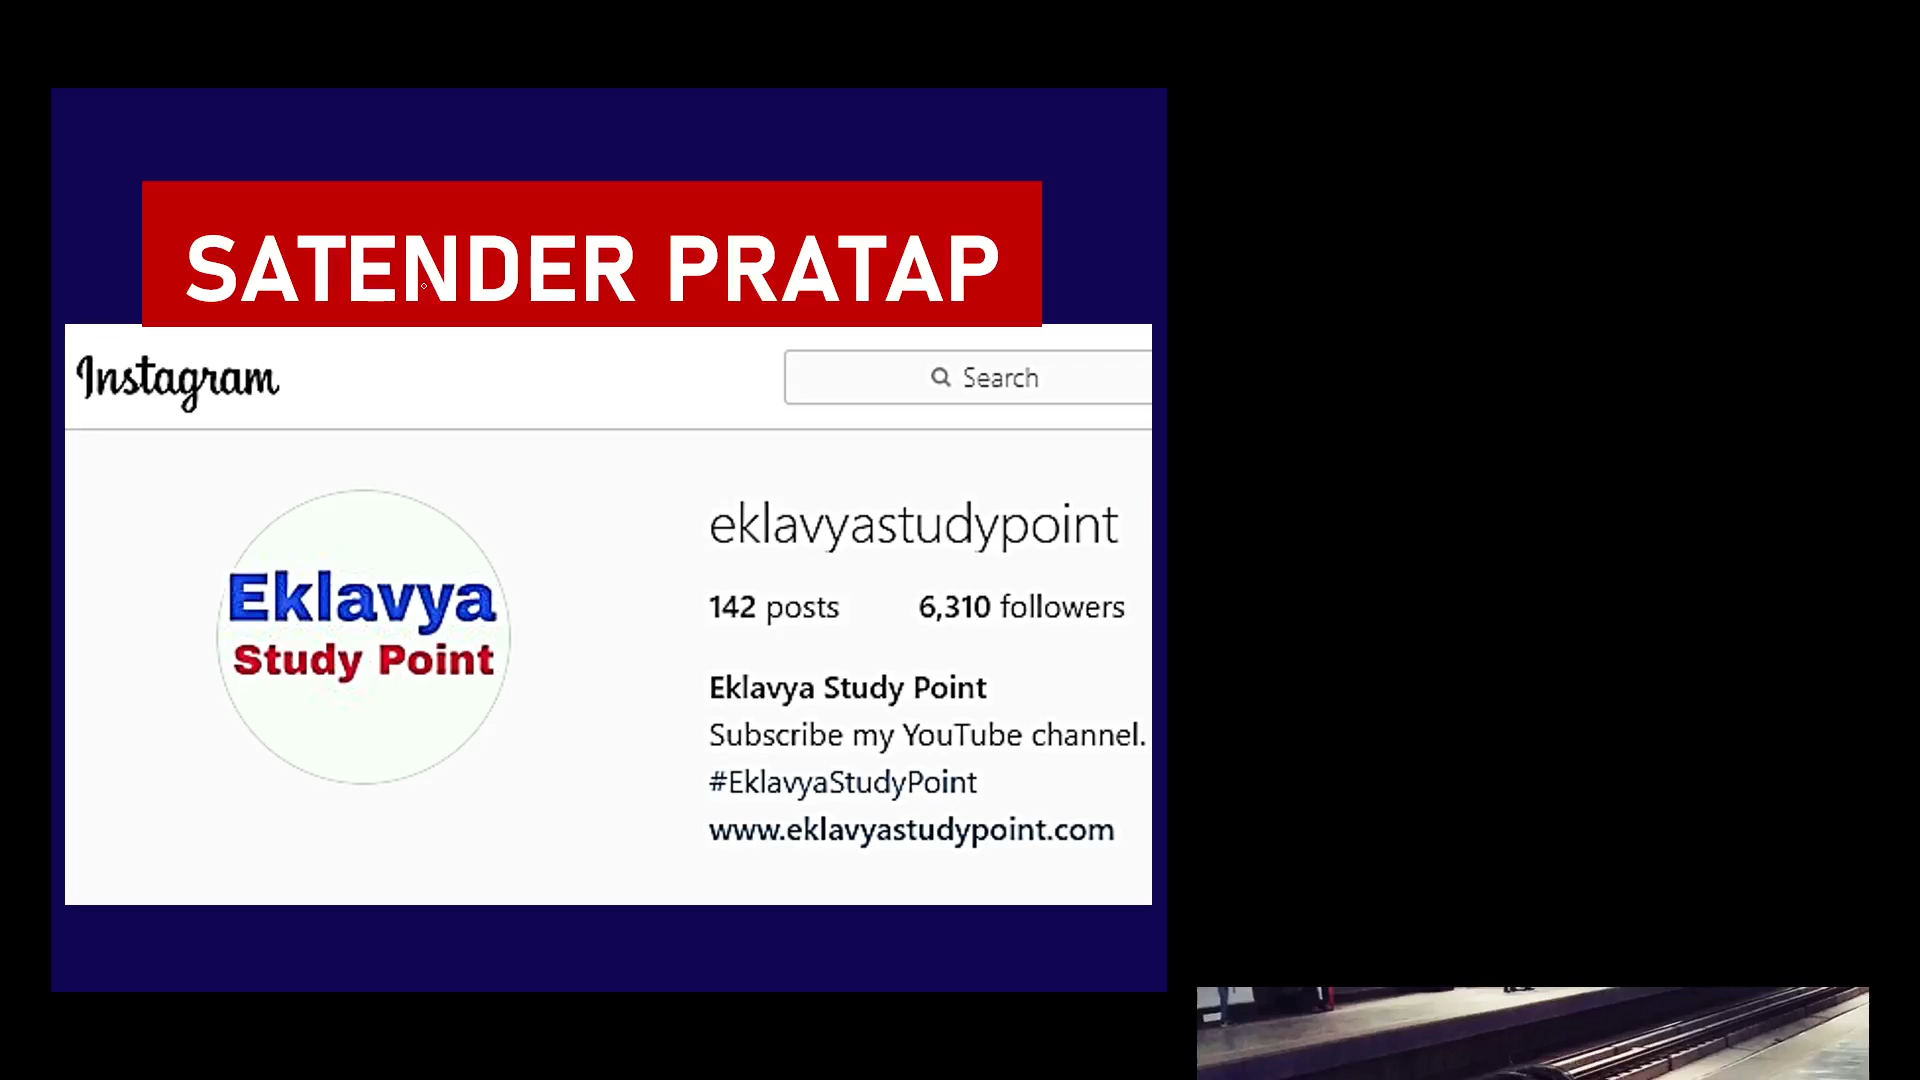 SATENDER PRATAP
Instagram
Search
Eklavya
Study Point
eklavyastudypoint
142 posts 6,310 followers
Eklavya Study Point
Subscribe my YouTube channel.
#EklavyaStudyPoint
www.eklavyastudypoint.com